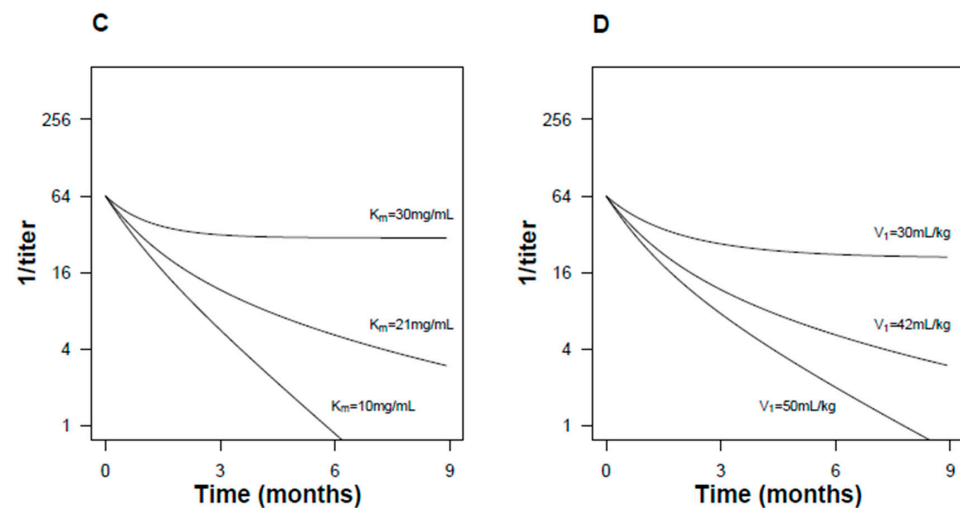 C
D
1/titer
256
64
16
4
1
Km=30mg/mL
Km=21mg/mL
Km=10mg/mL
0 3 6 9
Time (months)
1/titer
256
64
16
4
1
V1=30mL/kg
V1=42mL/kg
V1=50mL/kg
0 3 6 9
Time (months)